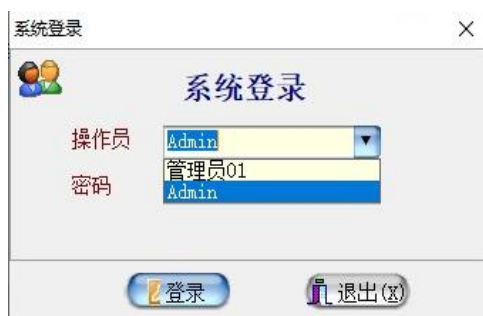 系统登录
系统登录
操作员 Admin
管理员01
密码
Admin
登录 退出(X)